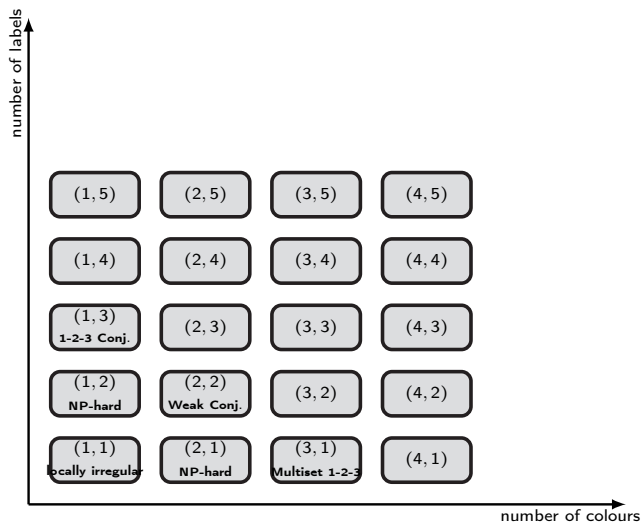 number of labels
(1, 5)
(2, 5)
(3, 5)
(4, 5)
(1, 4)
(2, 4)
(3, 4)
(4, 4)
(1, 3)
1-2-3 Conj.
(2, 3)
(3, 3)
(4, 3)
(1, 2)
NP-hard
(2, 2)
Weak Conj.
(3, 2)
(4, 2)
(1, 1)
locally irregular
(2, 1)
NP-hard
(3, 1)
Multiset 1-2-3
(4, 1)
number of colours